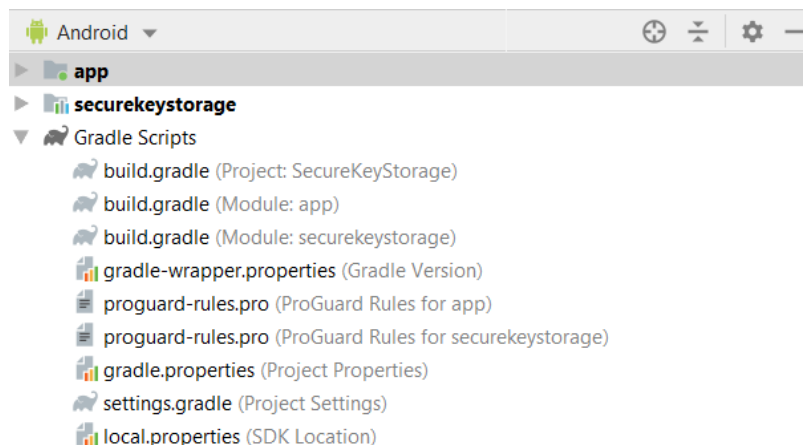 Android
app
securekeystorage
Gradle Scripts
build.gradle (Project: SecureKeyStorage)
build.gradle (Module: app)
build.gradle (Module: securekeystorage)
gradle-wrapper.properties (Gradle Version)
proguard-rules.pro (ProGuard Rules for app)
proguard-rules.pro (ProGuard Rules for securekeystorage)
gradle.properties (Project Properties)
settings.gradle (Project Settings)
local.properties (SDK Location)